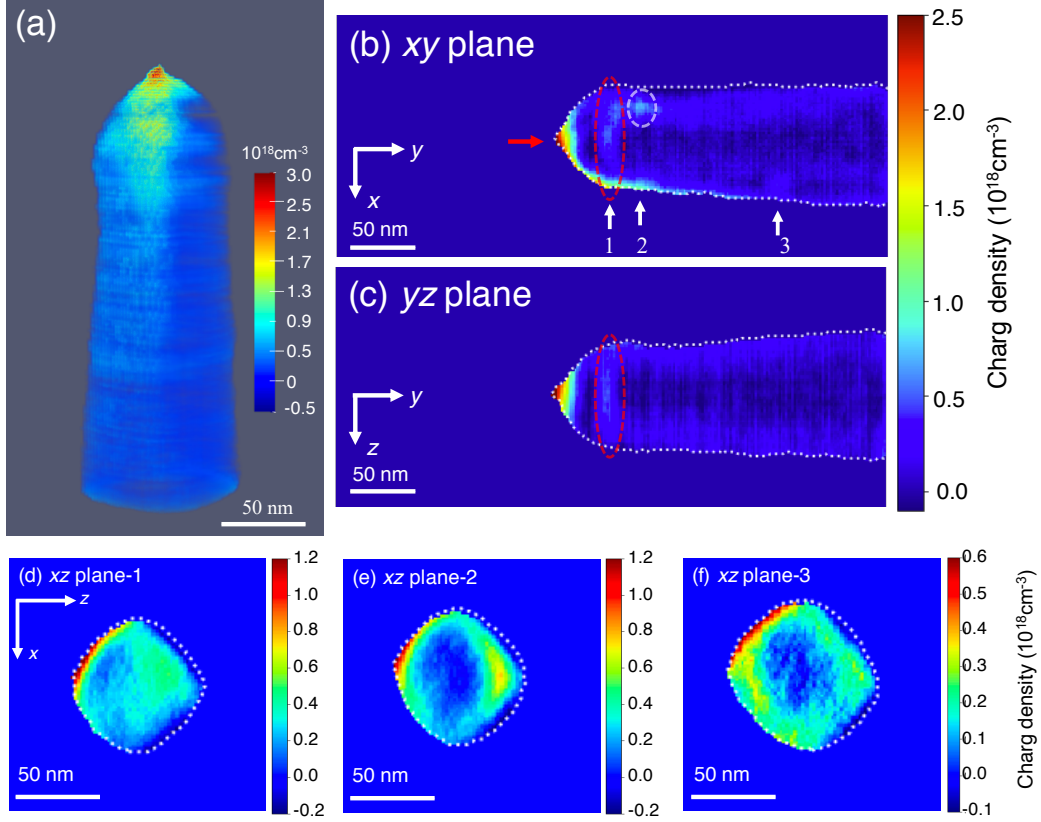 (a)
10¹⁸cm⁻³
3.0
2.7
2.1
1.7
1.3
0.9
0.5
0
-0.5
50 nm
(b) xy plane
y
x
50 nm
1
2
3
(c) yz plane
y
z
50 nm
2.5
2.0
1.5
1.0
0.5
0.0
Charg density (10¹⁸cm⁻³)
(d) xz plane-1
z
x
50 nm
1.2
1.0
0.8
0.6
0.4
0.2
0.0
-0.2
(e) xz plane-2
50 nm
1.2
1.0
0.8
0.6
0.4
0.2
0.0
-0.2
(f) xz plane-3
50 nm
0.6
0.5
0.4
0.3
0.2
0.1
0.0
-0.1
Charg density (10¹⁸cm⁻³)